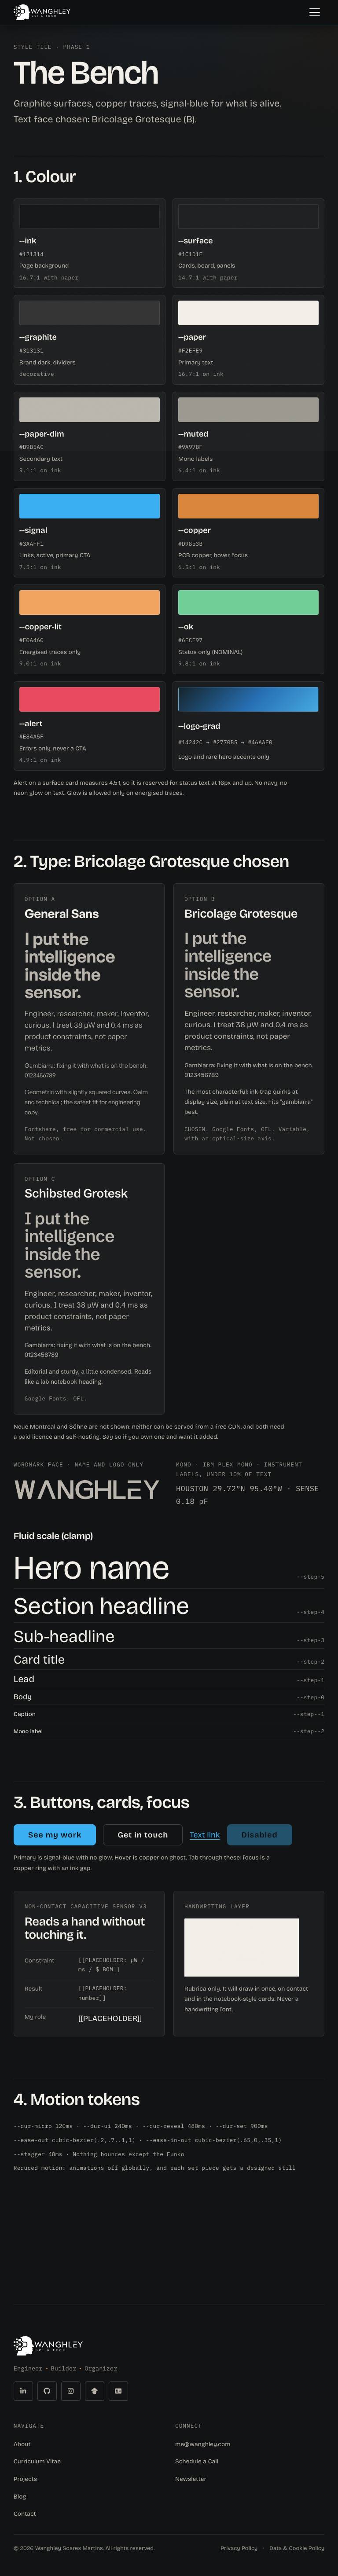 WANGHLEY
SCI & TECH
STYLE TILE · PHASE 1
The Bench
Graphite surfaces, copper traces, signal-blue for what is alive.
Text face chosen: Bricolage Grotesque (B).
1. Colour
--ink
#121314
Page background
16.7:1 with paper
--surface
#1C1D1F
Cards, board, panels
14.7:1 with paper
--graphite
#313131
Brand dark, dividers
decorative
--paper
#F2EFE9
Primary text
16.7:1 on ink
--paper-dim
#B9B5AC
Secondary text
9.1:1 on ink
--muted
#9A978F
Mono labels
6.4:1 on ink
--signal
#3AAFF1
Links, active, primary CTA
7.5:1 on ink
--copper
#D9853B
PCB copper, hover, focus
6.5:1 on ink
--copper-lit
#F0A460
Energised traces only
9.0:1 on ink
--ok
#6FCF97
Status only (NOMINAL)
9.8:1 on ink
--alert
#EB4A5F
Errors only, never a CTA
4.9:1 on ink
--logo-grad
#14242C → #2770B5 → #46AAE0
Logo and rare hero accents only
Alert on a surface card measures 4.51, so it is reserved for status text at 16px and up. No navy, no
neon glow on text. Glow is allowed only on energised traces.
2. Type: Bricolage Grotesque chosen
OPTION A
General Sans
I put the
intelligence
inside the
sensor.
Engineer, researcher, maker, inventor,
curious. I treat 38 µW and 0.4 ms as
product constraints, not paper
metrics.
Gambiarra: fixing it with what is on the bench.
0123456789
Geometric with slightly squared curves. Calm
and technical; the safest fit for engineering
copy.
Fontshare, free for commercial use.
Not chosen.
OPTION B
Bricolage Grotesque
I put the
intelligence
inside the
sensor.
Engineer, researcher, maker, inventor,
curious. I treat 38 µW and 0.4 ms as
product constraints, not paper
metrics.
Gambiarra: fixing it with what is on the bench.
0123456789
The most characterful: ink-trap quirks at
display size, plain at text size. Fits "gambiarra"
best.
CHOSEN. Google Fonts, OFL. Variable,
with an optical-size axis.
OPTION C
Schibsted Grotesk
I put the
intelligence
inside the
sensor.
Engineer, researcher, maker, inventor,
curious. I treat 38 µW and 0.4 ms as
product constraints, not paper
metrics.
Gambiarra: fixing it with what is on the bench.
0123456789
Editorial and sturdy, a little condensed. Reads
like a lab notebook heading.
Google Fonts, OFL.
Neue Montreal and Söhne are not shown: neither can be served from a free CDN, and both need
a paid licence and self-hosting. Say so if you own one and want it added.
WORDMARK FACE · NAME AND LOGO ONLY
WANGHLEY
MONO · IBM PLEX MONO · INSTRUMENT
LABELS, UNDER 10% OF TEXT
HOUSTON 29.72°N 95.40°W · SENSE
0.18 pF
Fluid scale (clamp)
Hero name --step-5
Section headline --step-4
Sub-headline --step-3
Card title --step-2
Lead --step-1
Body --step-0
Caption --step--1
Mono label --step--2
3. Buttons, cards, focus
See my work
Get in touch
Text link
Disabled
Primary is signal-blue with no glow. Hover is copper on ghost. Tab through these: focus is a
copper ring with an ink gap.
NON-CONTACT CAPACITIVE SENSOR V3
Reads a hand without
touching it.
Constraint [[PLACEHOLDER: µW /
ms / $ BOM]]
Result [[PLACEHOLDER:
number]]
My role [[PLACEHOLDER]]
HANDWRITING LAYER
Rubrica only. It will draw in once, on contact
and in the notebook-style cards. Never a
handwriting font.
4. Motion tokens
--dur-micro 120ms · --dur-ui 240ms · --dur-reveal 480ms · --dur-set 900ms
--ease-out cubic-bezier(.2,.7,.1,1) · --ease-in-out cubic-bezier(.65,0,.35,1)
--stagger 40ms · Nothing bounces except the Funko
Reduced motion: animations off globally, and each set piece gets a designed still
WANGHLEY
SCI & TECH
Engineer • Builder • Organizer
NAVIGATE
About
Curriculum Vitae
Projects
Blog
Contact
CONNECT
me@wanghley.com
Schedule a Call
Newsletter
© 2026 Wanghley Soares Martins. All rights reserved.
Privacy Policy · Data & Cookie Policy